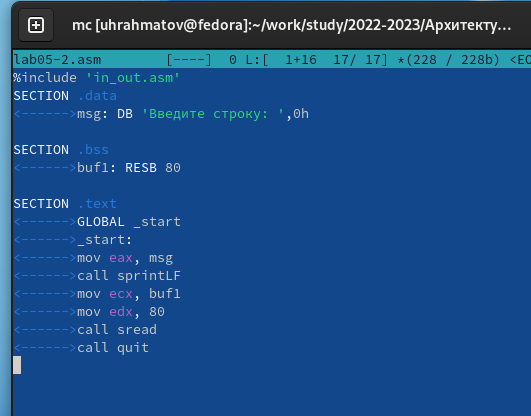 mc [uhrahmatov@fedora]:~/work/study/2022-2023/Архитекту...
lab05-2.asm [----] 0 L:[ 1+16 17/ 17] *(228 / 228b) <EO
%include 'in_out.asm'
SECTION .data
<------>msg: DB 'Введите строку: ',0h
SECTION .bss
<------>buf1: RESB 80
SECTION .text
<------>GLOBAL _start
<------>_start:
<------>mov eax, msg
<------>call sprintLF
<------>mov ecx, buf1
<------>mov edx, 80
<------>call sread
<------>call quit